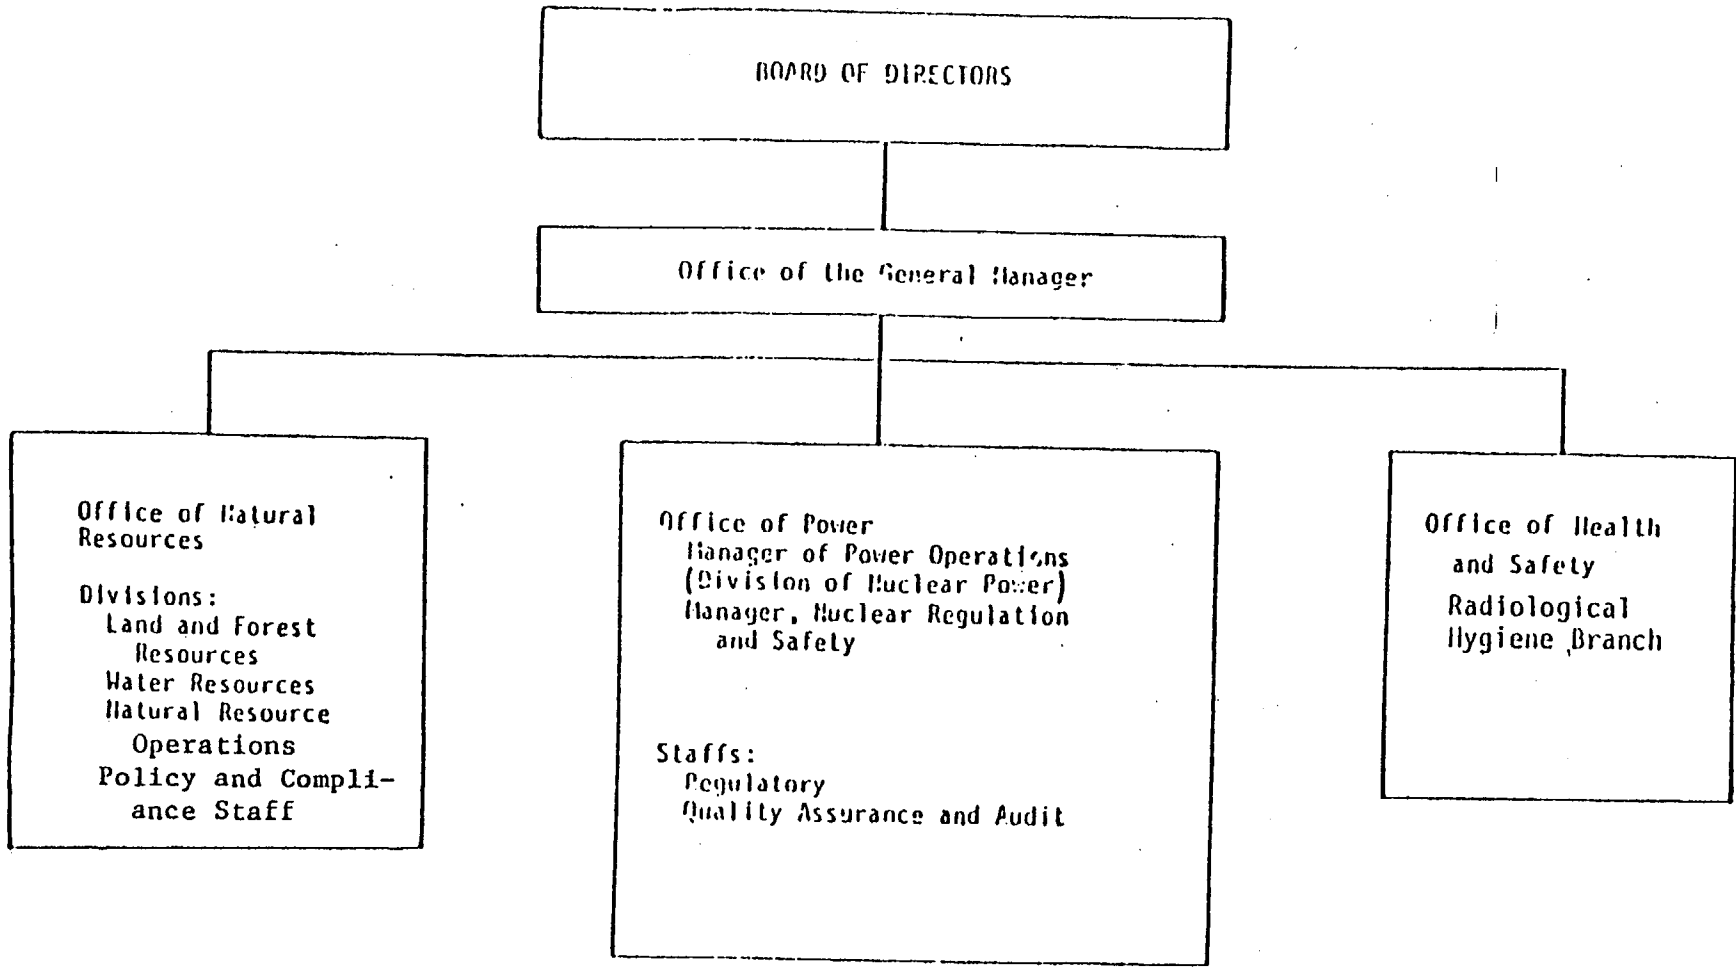 BOARD OF DIRECTORS
Office of the General Manager
Office of Natural
Resources
Divisions:
Land and Forest
Resources
Water Resources
Natural Resource
Operations
Policy and Compli-
ance Staff
Office of Power
Manager of Power Operations
(Division of Nuclear Power)
Manager, Nuclear Regulation
and Safety
Staffs:
Regulatory
Quality Assurance and Audit
Office of Health
and Safety
Radiological
Hygiene Branch